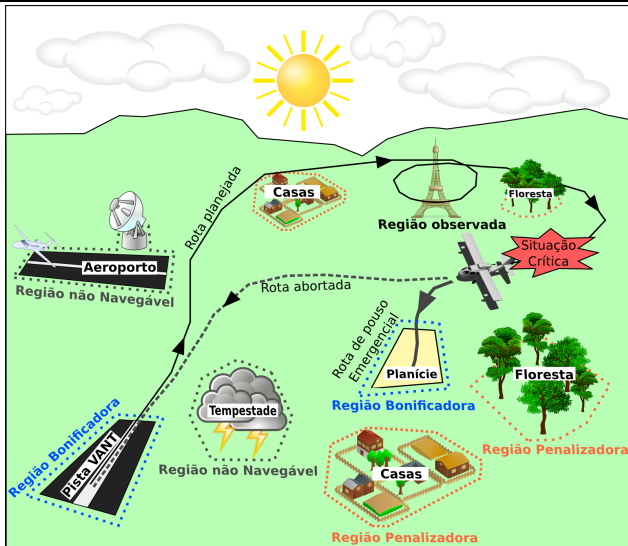 Rota planejada
Casas
Floresta
Região observada
Aeroporto
Região não Navegável
Situação
Crítica
Rota abortada
Rota de pouso
Emergencial
Planície
Região Bonificadora
Floresta
Região Penalizadora
Tempestade
Região não Navegável
Região Bonificadora
Pista VANT
Casas
Região Penalizadora